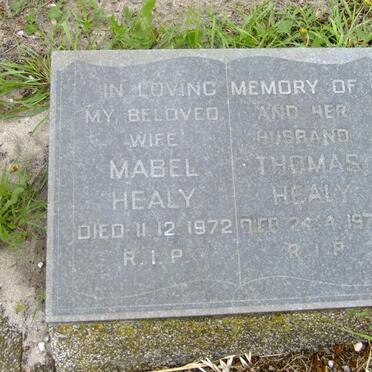 IN LOVING MEMORY OF
MY BELOVED
WIFE
MABEL
HEALY
DIED 11.12.1972
R.I.P.
AND HER
HUSBAND
THOMAS
HEALY
DIED 24.4.197
R.I.P.